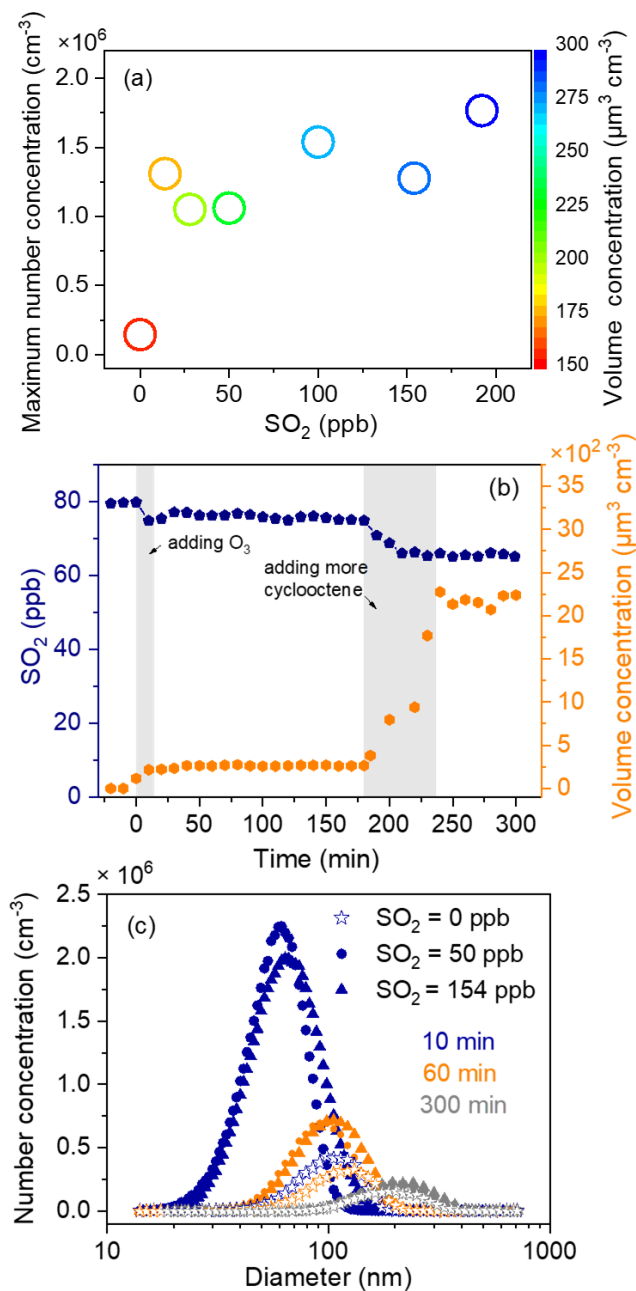 ×10⁶
(a)
Maximum number concentration (cm⁻³)
2.0
1.5
1.0
0.5
0.0
0
50
100
150
200
SO₂ (ppb)
300
275
250
225
200
175
150
Volume concentration (μm³ cm⁻³)
×10²
(b)
SO₂ (ppb)
80
60
40
20
0
adding O₃
adding more
cyclooctene
35
30
25
20
15
10
5
0
Volume concentration (μm³ cm⁻³)
0
50
100
150
200
250
300
Time (min)
× 10⁶
(c)
Number concentration (cm⁻³)
2.5
2.0
1.5
1.0
0.5
0.0
SO₂ = 0 ppb
SO₂ = 50 ppb
SO₂ = 154 ppb
10 min
60 min
300 min
10
100
1000
Diameter (nm)